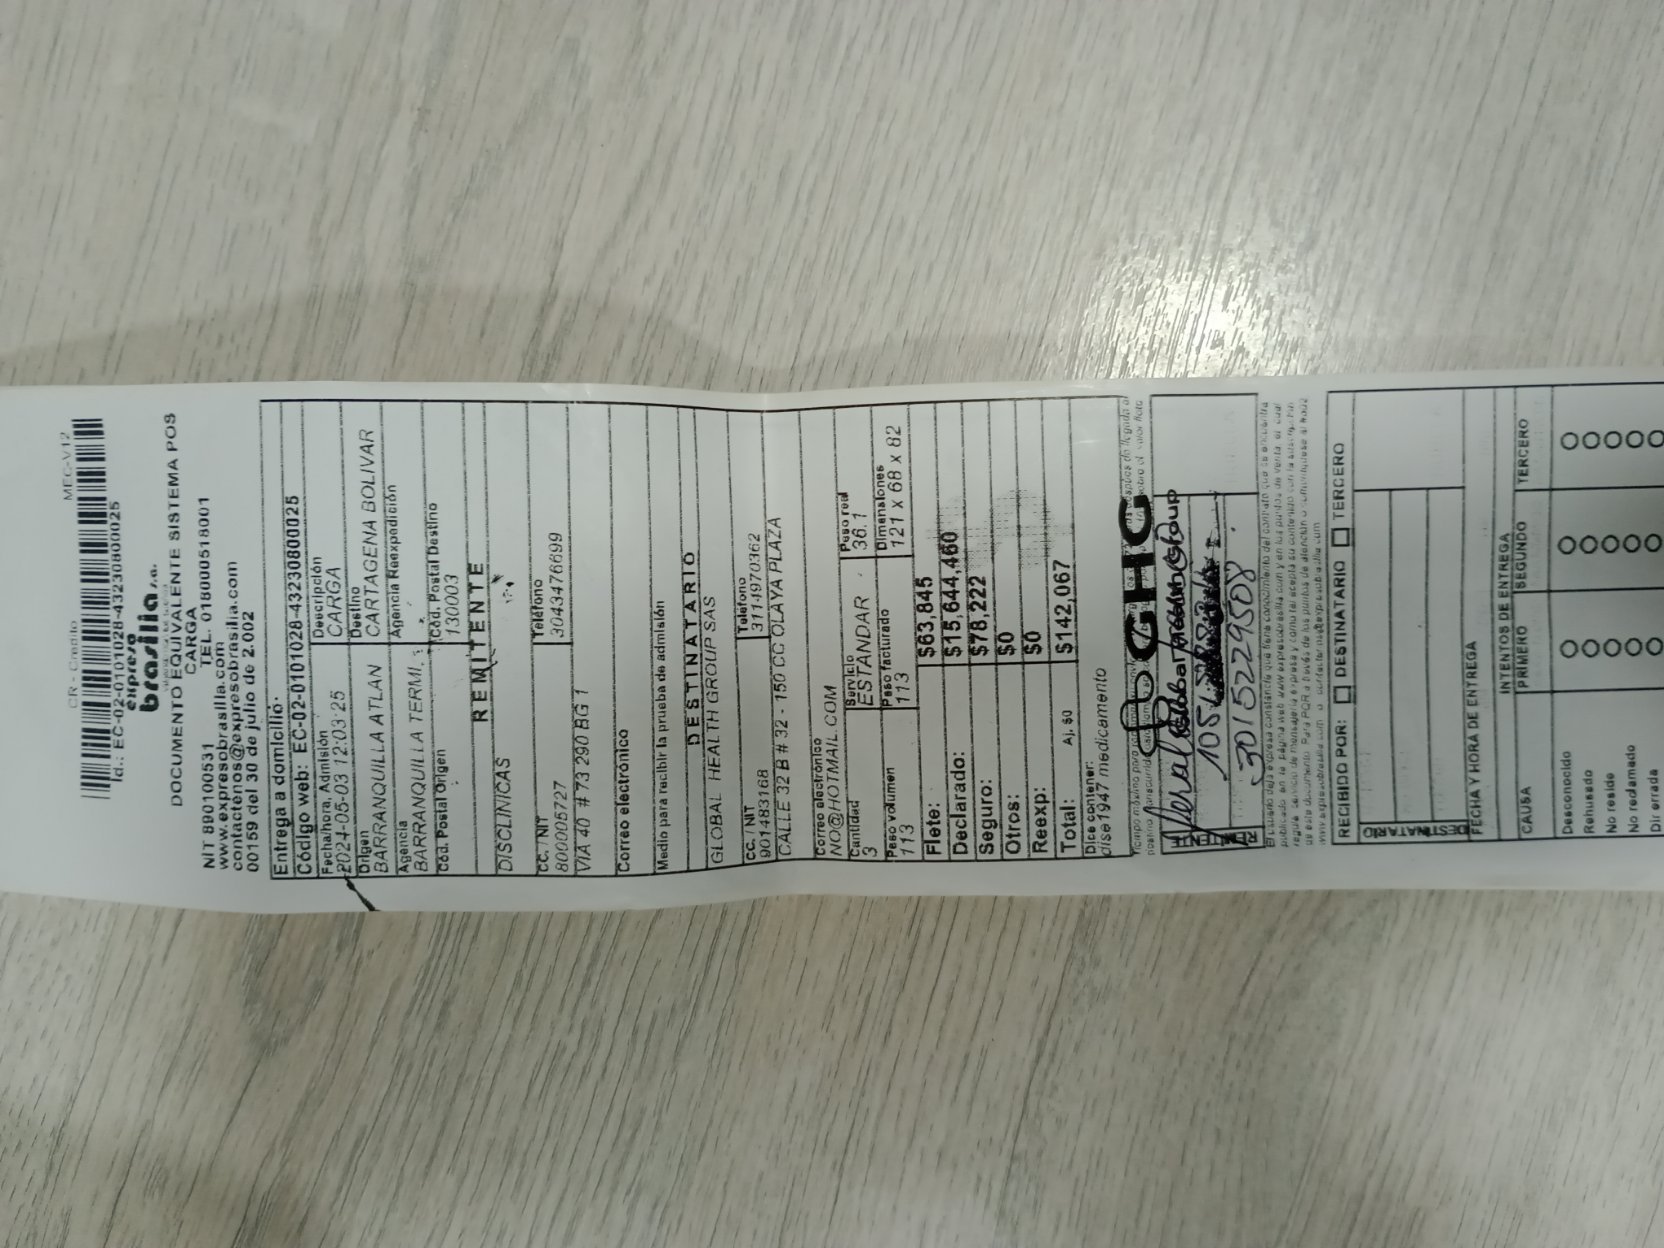 CR - Credito MEC-V12
Id.: EC-02-0101028-43230800025
expreso
brasilia s.a.
DOCUMENTO EQUIVALENTE SISTEMA POS
CARGA
NIT 890100531 TEL. 018000518001
www.expresobrasilia.com
contactenos@expresobrasilia.com
00159 del 30 de julio de 2.002
Entrega a domicilio:
Código web: EC-02-0101028-43230800025
Fecha/hora, Admisión Descripción
2024-05-03 12:03:25 CARGA
Origen Destino
BARRANQUILLA ATLAN CARTAGENA BOLIVAR
Agencia Agencia Reexpedición
BARRANQUILLA TERMI.
Cód. Postal Origen Cód. Postal Destino
130003
REMITENTE
DISCLINICAS
CC. / NIT Teléfono
800005727 3043476699
VIA 40 # 73 290 BG 1
Correo electrónico
Medio para recibir la prueba de admisión
DESTINATARIO
GLOBAL HEALTH GROUP SAS
CC. / NIT Teléfono
901483168 3114970362
CALLE 32 B # 32 - 150 CC OLAYA PLAZA
Correo electrónico
NO@HOTMAIL.COM
Cantidad Servicio Peso real
3 ESTANDAR 36.1
Peso volumen Peso facturado Dimensiones
113 113 121 x 68 x 82
Flete: $63,845
Declarado: $15,644,460
Seguro: $78,222
Otros: $0
Reexp: $0
Total: Aj. $0 $142,067
Dice contener:
dise1947 medicamento
GHG
3015229508
RECIBIDO POR: DESTINATARIO TERCERO
DESTINATARIO
FECHA Y HORA DE ENTREGA
INTENTOS DE ENTREGA
CAUSA PRIMERO SEGUNDO TERCERO
Desconocido
Rehusado
No reside
No reclamado
Dir errada